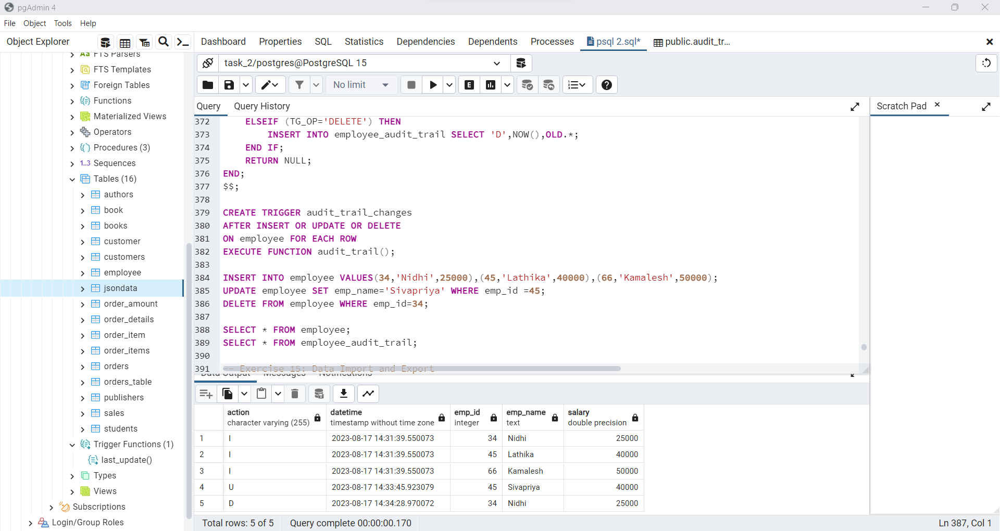 pgAdmin 4
File Object Tools Help
Object Explorer
Dashboard Properties SQL Statistics Dependencies Dependents Processes psql 2.sql* public.audit_tr...
FTS Parsers
FTS Templates
Foreign Tables
Functions
Materialized Views
Operators
Procedures (3)
1..3 Sequences
Tables (16)
authors
book
books
customer
customers
employee
jsondata
order_amount
order_details
order_item
order_items
orders
orders_table
publishers
sales
students
Trigger Functions (1)
last_update()
Types
Views
Subscriptions
Login/Group Roles
task_2/postgres@PostgreSQL 15
No limit
E
Query Query History
Scratch Pad
372 ELSEIF (TG_OP='DELETE') THEN
373 INSERT INTO employee_audit_trail SELECT 'D',NOW(),OLD.*;
374 END IF;
375 RETURN NULL;
376 END;
377 $$;
378
379 CREATE TRIGGER audit_trail_changes
380 AFTER INSERT OR UPDATE OR DELETE
381 ON employee FOR EACH ROW
382 EXECUTE FUNCTION audit_trail();
383
384 INSERT INTO employee VALUES(34,'Nidhi',25000),(45,'Lathika',40000),(66,'Kamalesh',50000);
385 UPDATE employee SET emp_name='Sivapriya' WHERE emp_id =45;
386 DELETE FROM employee WHERE emp_id=34;
387
388 SELECT * FROM employee;
389 SELECT * FROM employee_audit_trail;
390
391 -- Exercise 15: Data Import and Export
Data Output Messages Notifications
action datetime emp_id emp_name salary
character varying (255) timestamp without time zone integer text double precision
1 I 2023-08-17 14:31:39.550073 34 Nidhi 25000
2 I 2023-08-17 14:31:39.550073 45 Lathika 40000
3 I 2023-08-17 14:31:39.550073 66 Kamalesh 50000
4 U 2023-08-17 14:33:45.923079 45 Sivapriya 40000
5 D 2023-08-17 14:34:28.970072 34 Nidhi 25000
Total rows: 5 of 5 Query complete 00:00:00.170 Ln 387, Col 1